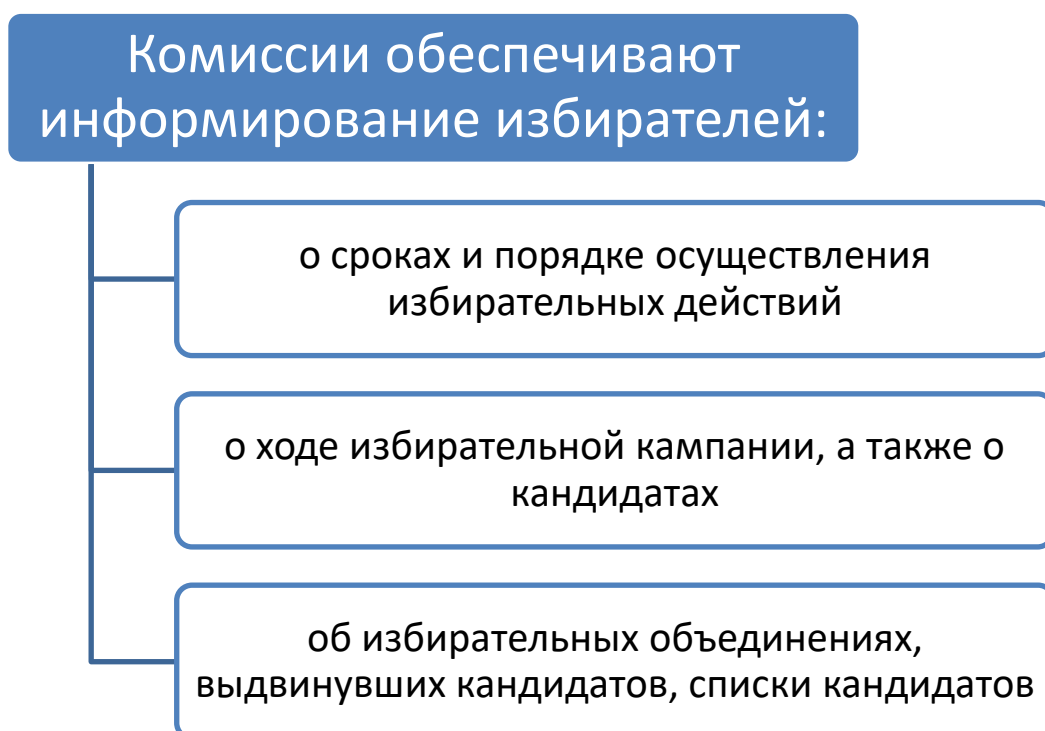 Комиссии обеспечивают
информирование избирателей:
о сроках и порядке осуществления
избирательных действий
о ходе избирательной кампании, а также о
кандидатах
об избирательных объединениях,
выдвинувших кандидатов, списки кандидатов